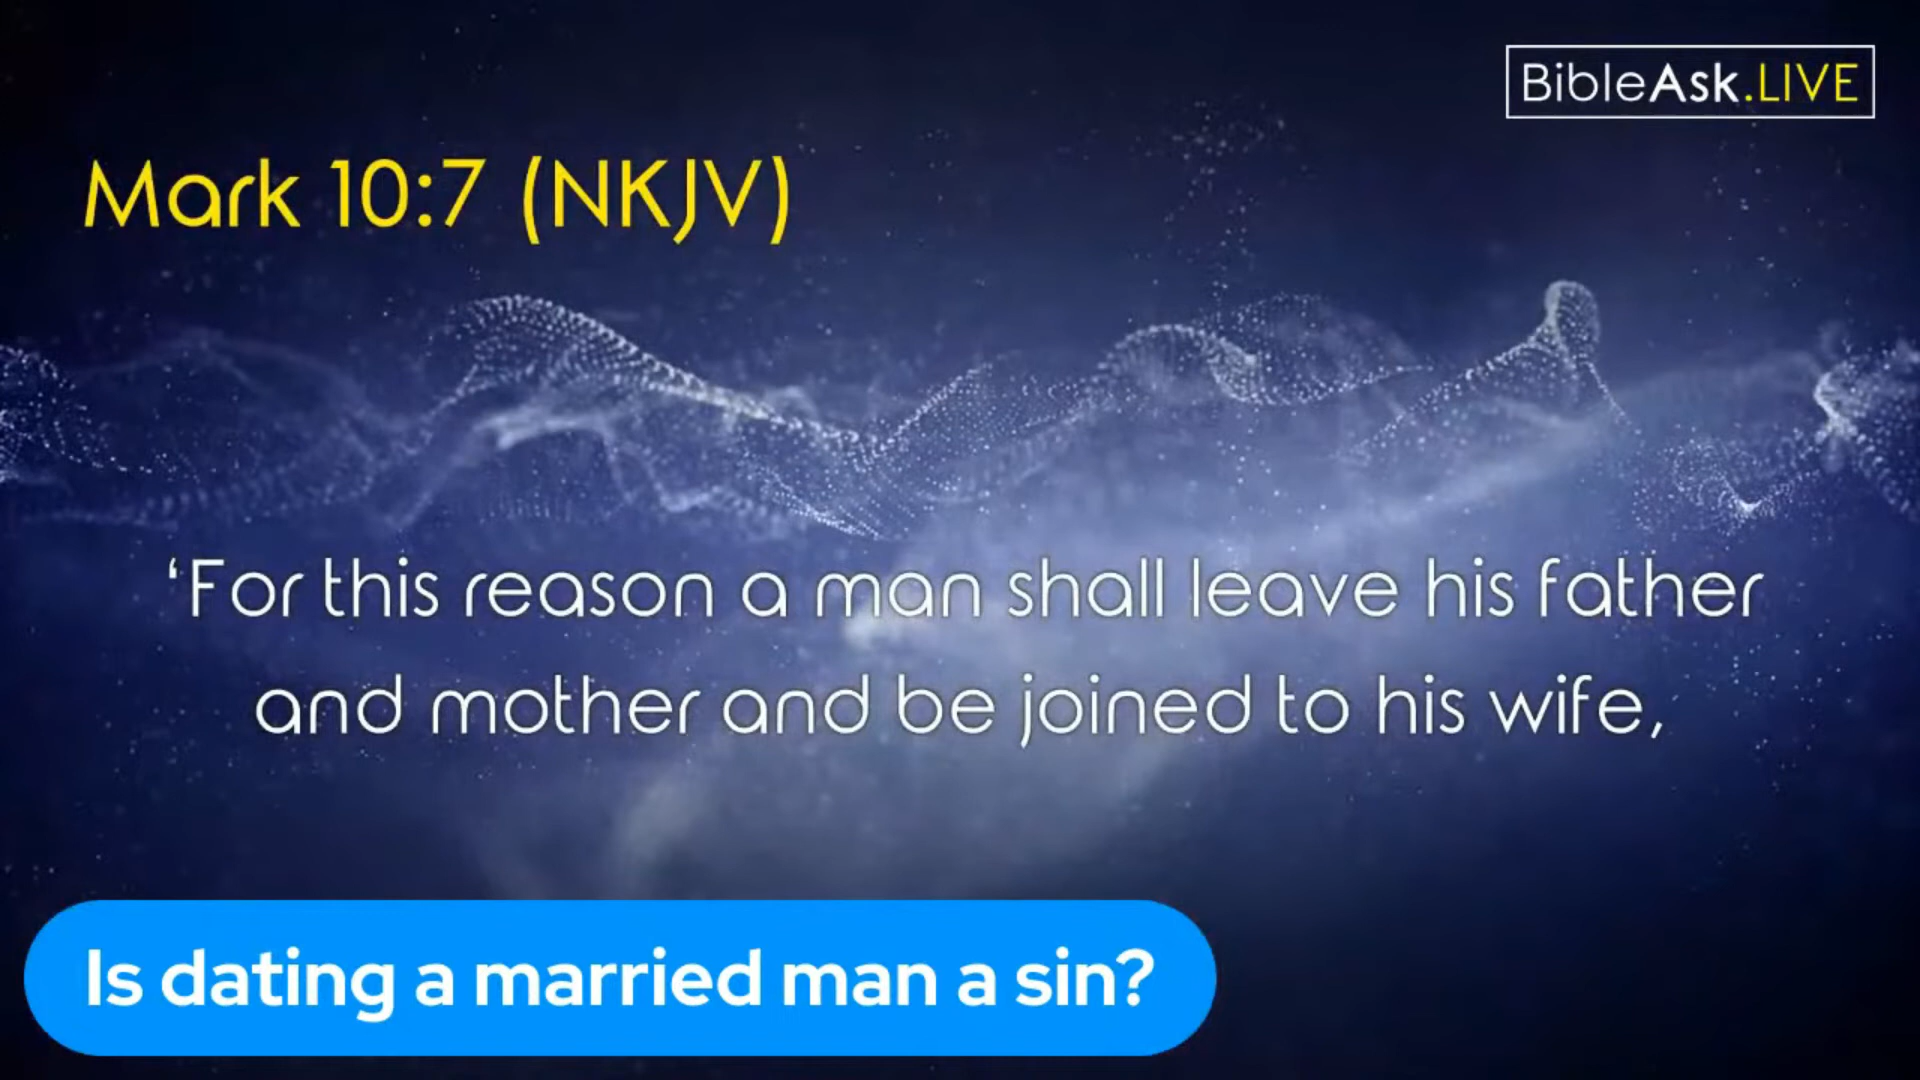 BibleAsk.LIVE
Mark 10:7 (NKJV)
‘For this reason a man shall leave his father
and mother and be joined to his wife,
Is dating a married man a sin?